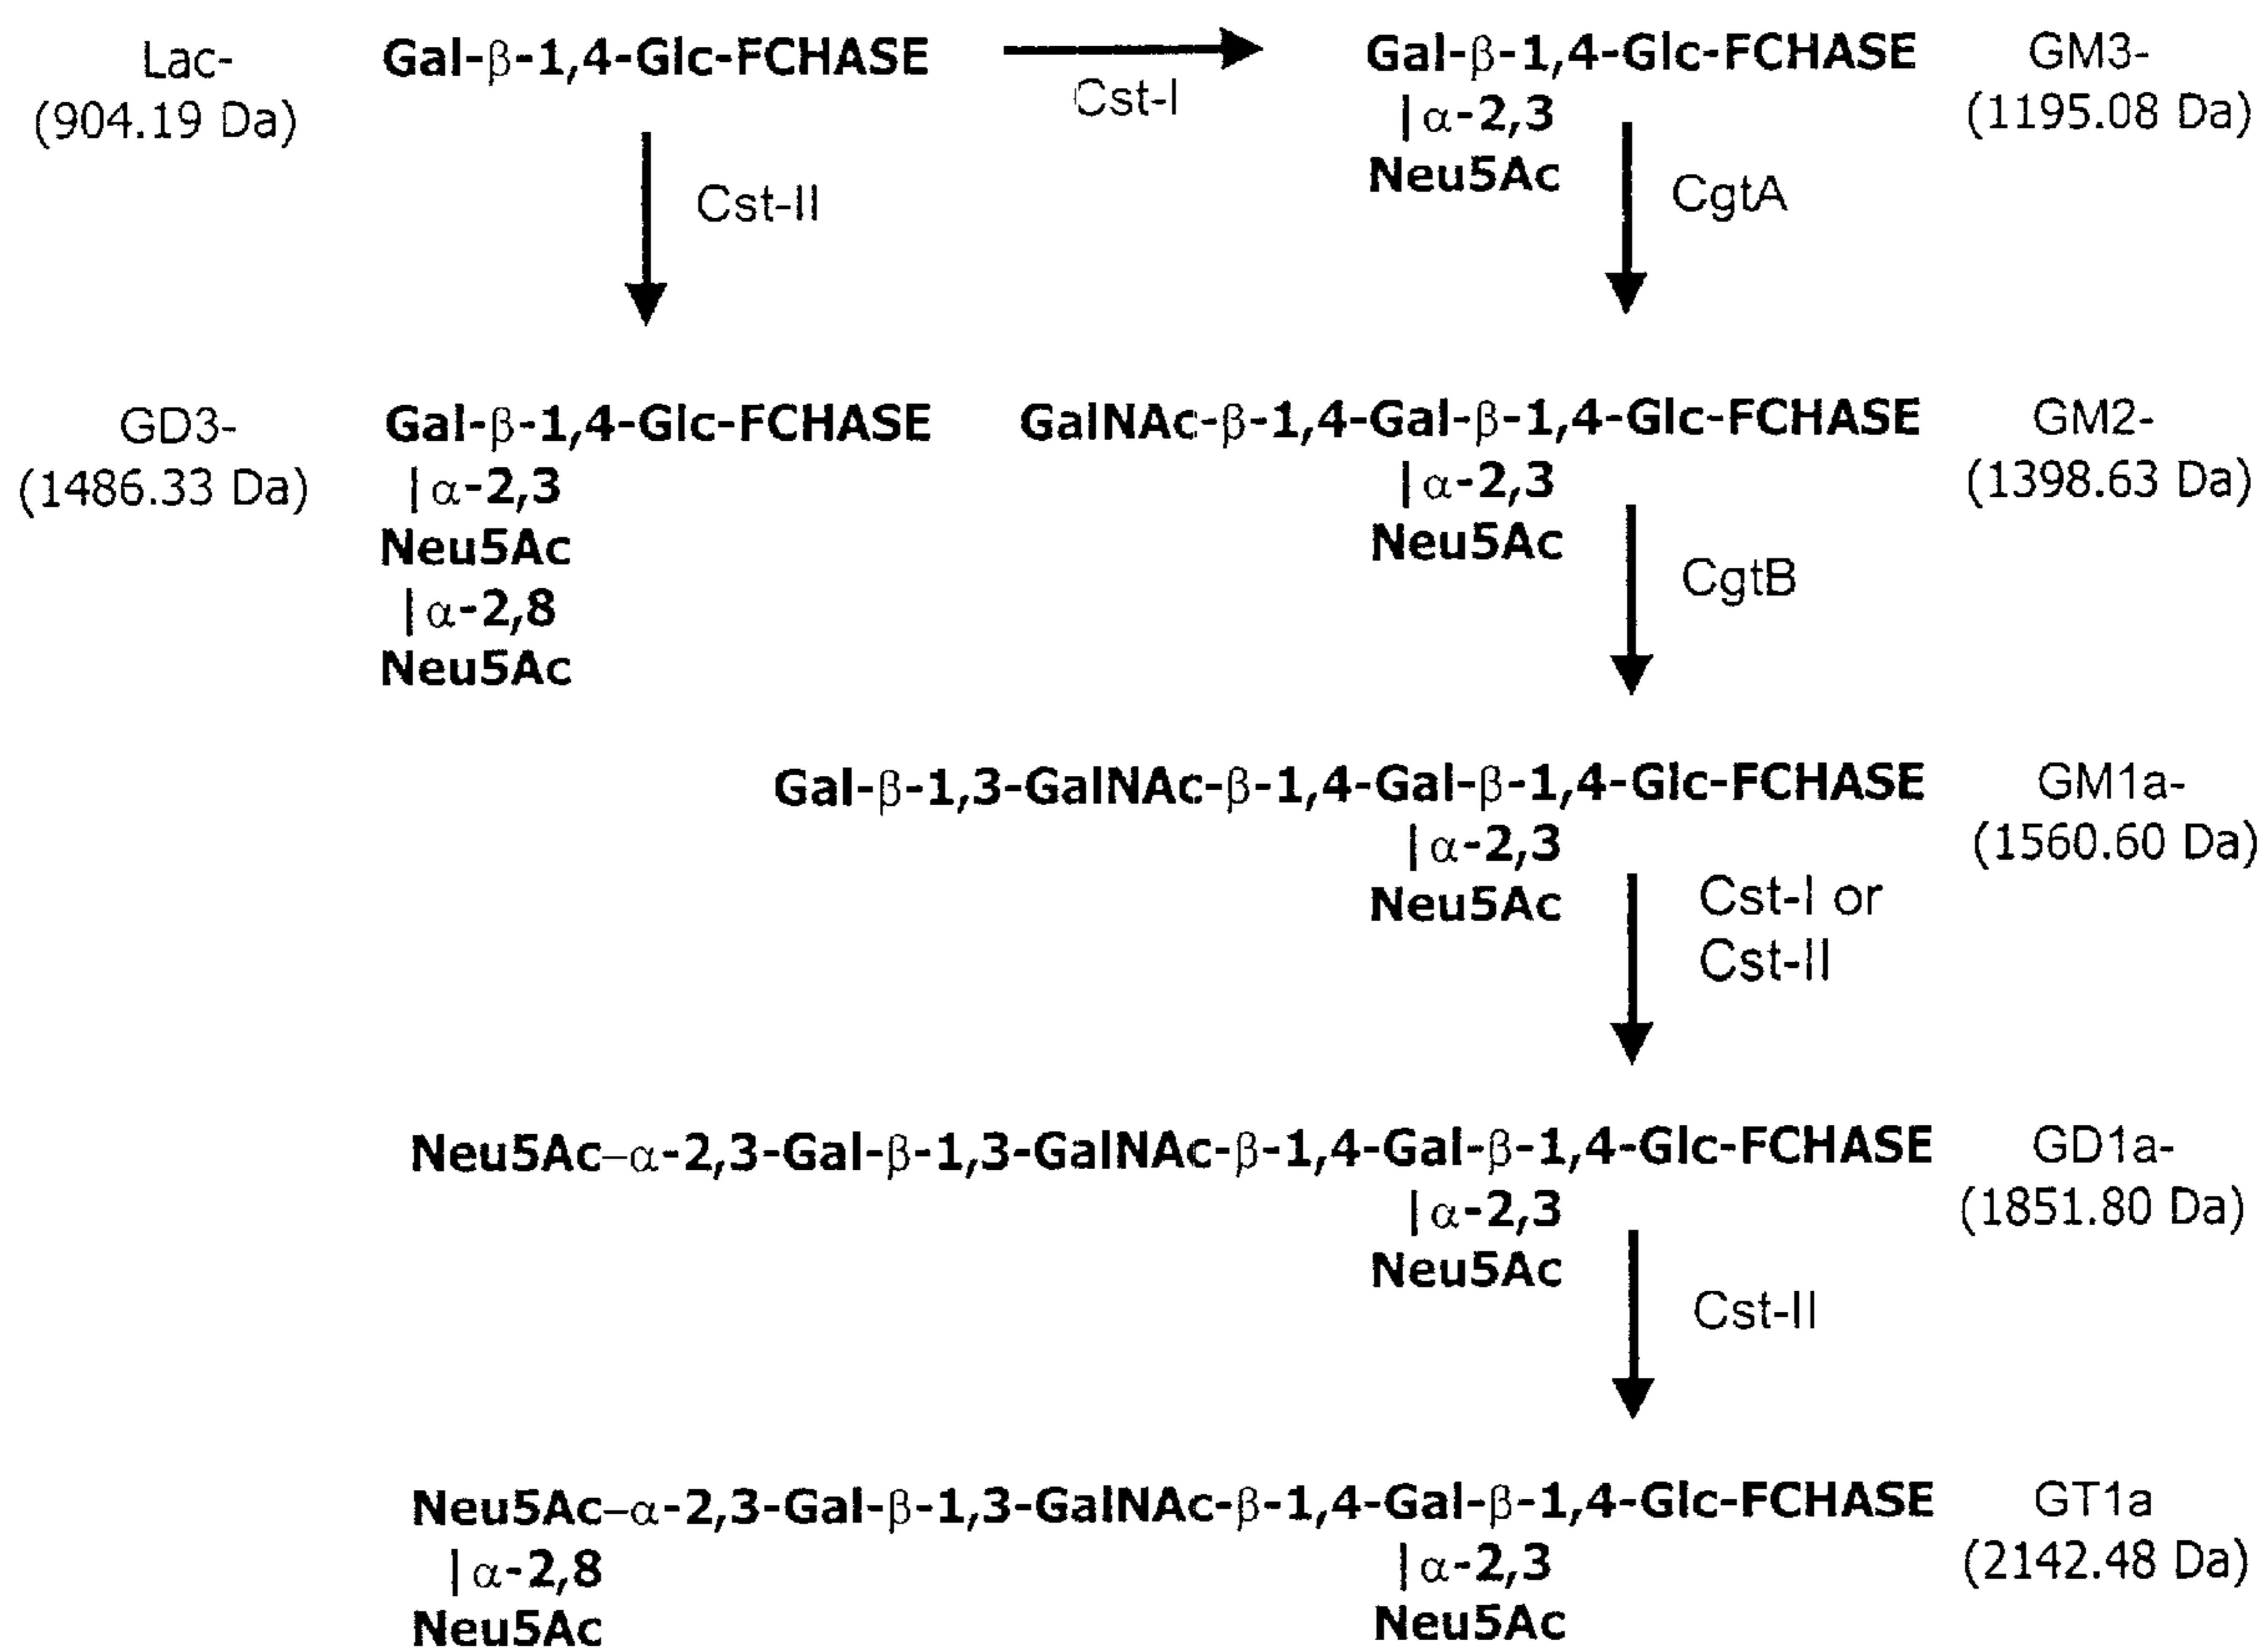 Lac-
(904.19 Da)
Gal-β-1,4-Glc-FCHASE
Cst-I
Gal-β-1,4-Glc-FCHASE
|α-2,3
Neu5Ac
GM3-
(1195.08 Da)
Cst-II
CgtA
GD3-
(1486.33 Da)
Gal-β-1,4-Glc-FCHASE
|α-2,3
Neu5Ac
|α-2,8
Neu5Ac
GalNAc-β-1,4-Gal-β-1,4-Glc-FCHASE
|α-2,3
Neu5Ac
GM2-
(1398.63 Da)
CgtB
Gal-β-1,3-GalNAc-β-1,4-Gal-β-1,4-Glc-FCHASE
|α-2,3
Neu5Ac
GM1a-
(1560.60 Da)
Cst-I or
Cst-II
Neu5Ac–α-2,3-Gal-β-1,3-GalNAc-β-1,4-Gal-β-1,4-Glc-FCHASE
|α-2,3
Neu5Ac
GD1a-
(1851.80 Da)
Cst-II
Neu5Ac–α-2,3-Gal-β-1,3-GalNAc-β-1,4-Gal-β-1,4-Glc-FCHASE
|α-2,8 |α-2,3
Neu5Ac Neu5Ac
GT1a
(2142.48 Da)